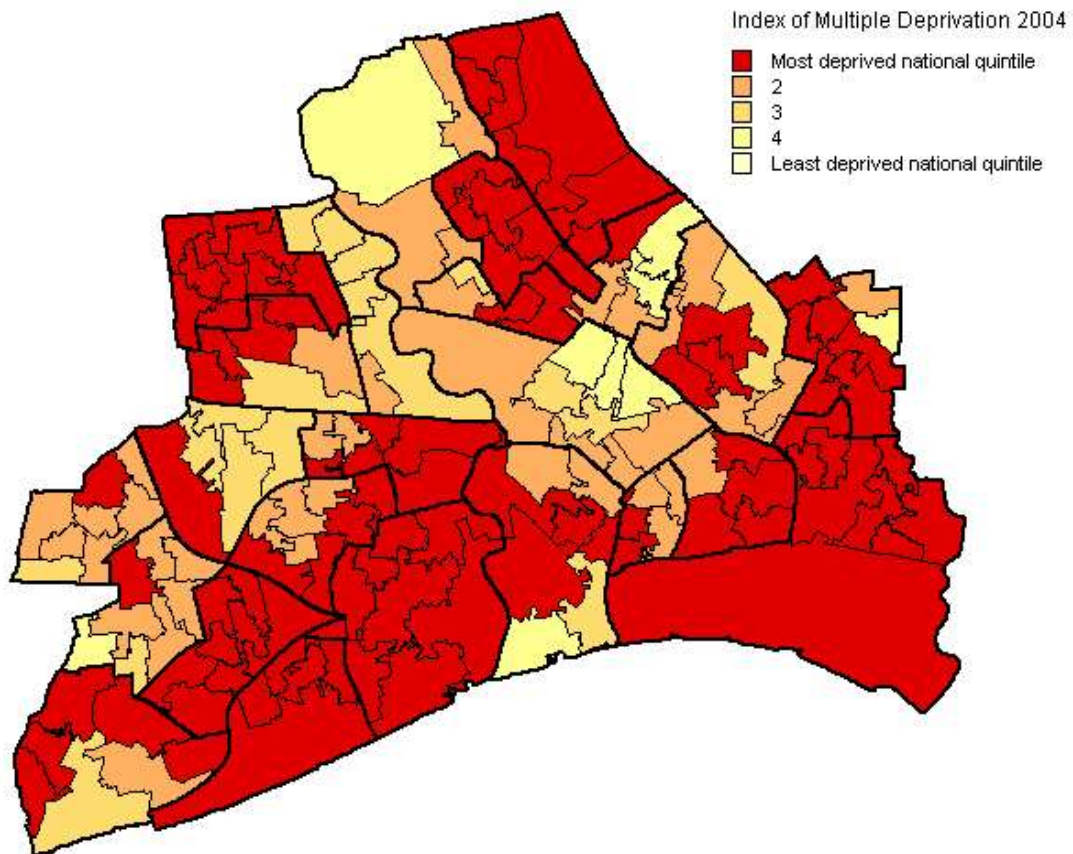 Index of Multiple Deprivation 2004
Most deprived national quintile
2
3
4
Least deprived national quintile